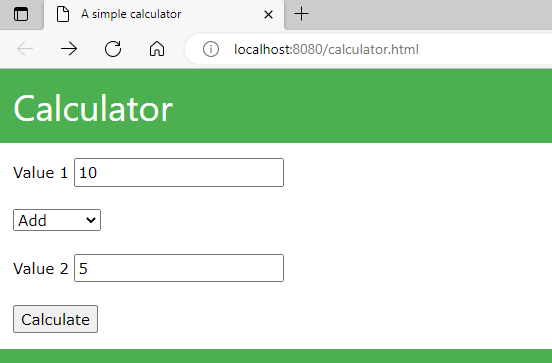 A simple calculator
localhost:8080/calculator.html
Calculator
Value 1 10
Add
Value 2 5
Calculate